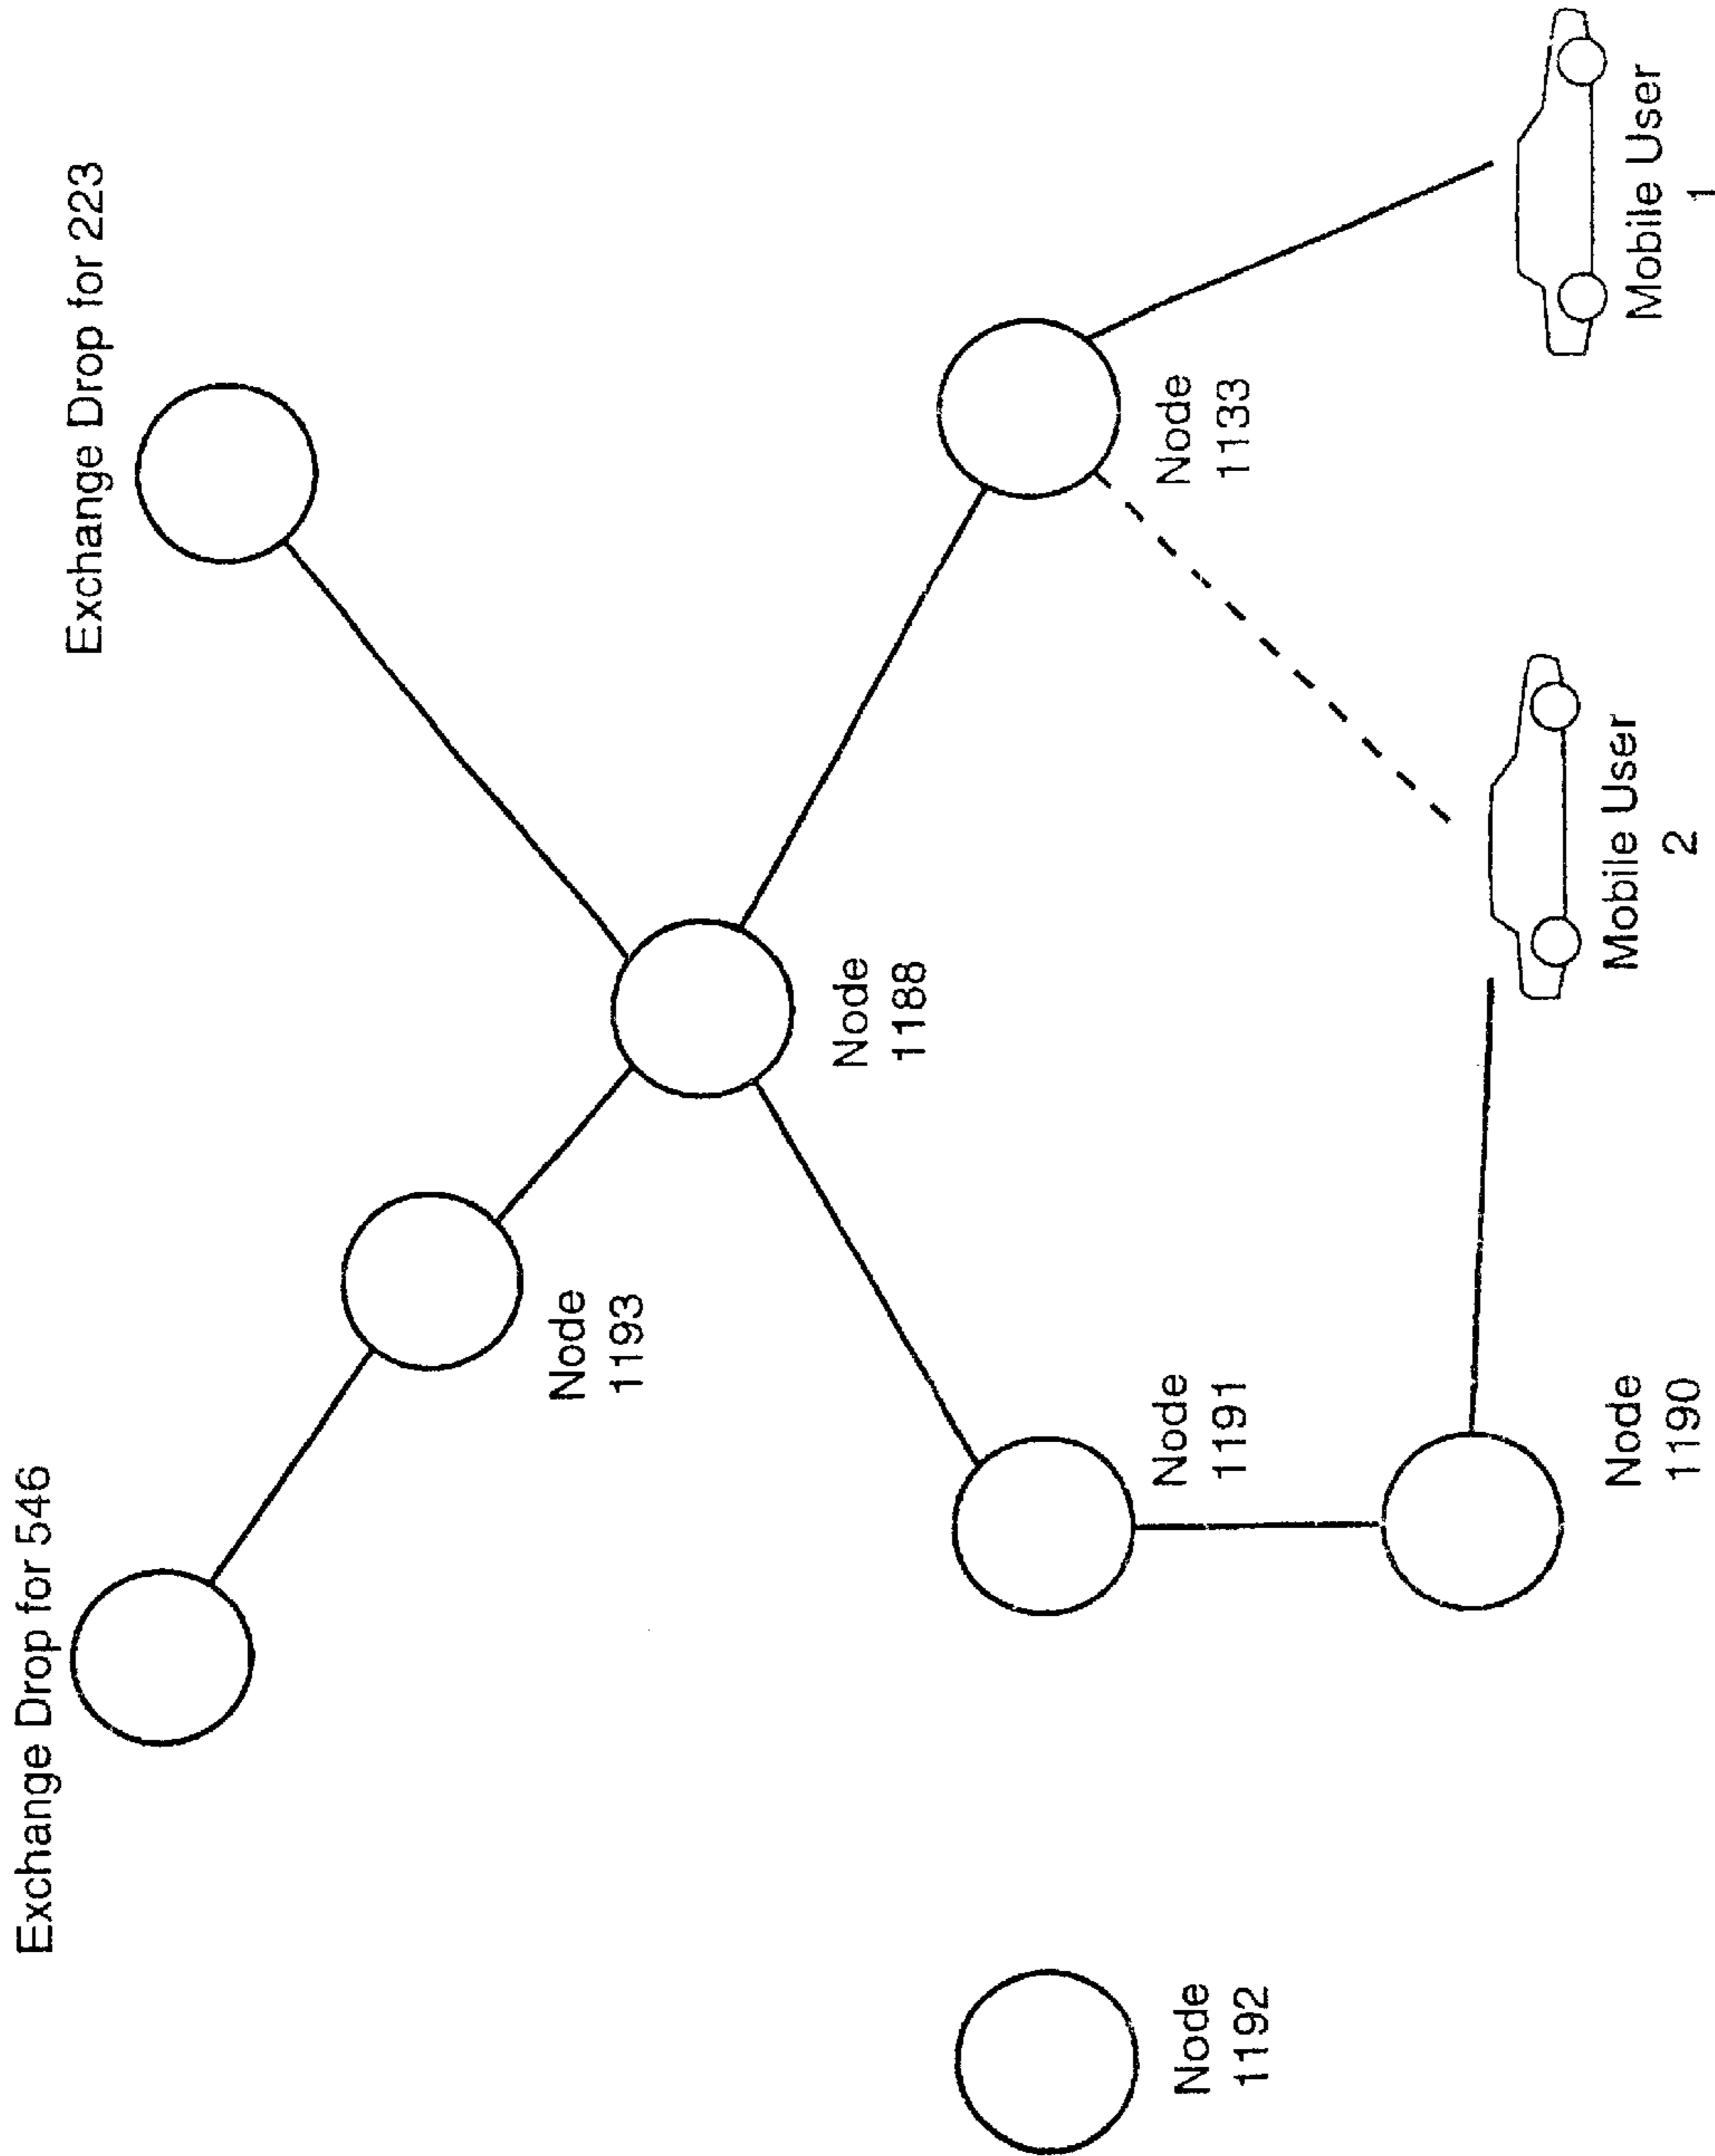 Exchange Drop for 546
Exchange Drop for 223
Node
1193
Node
1188
Node
1192
Node
1191
Node
1133
Node
1190
Mobile User
2
Mobile User
1